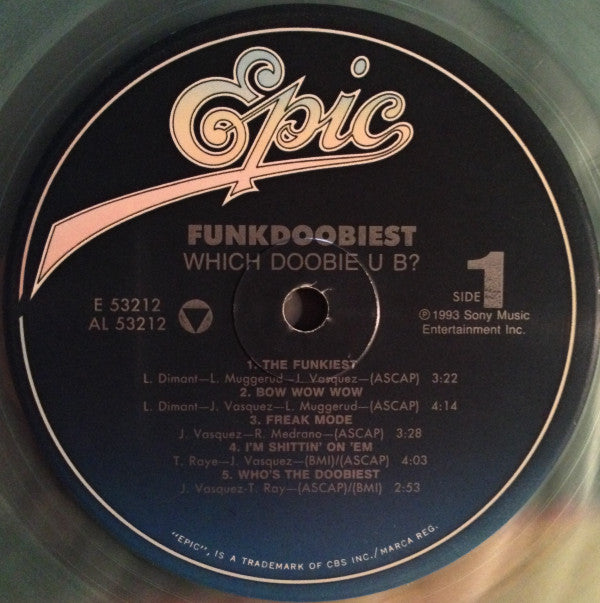 Epic
FUNKDOOBIEST
WHICH DOOBIE U B?
E 53212
AL 53212
SIDE 1
℗1993 Sony Music
Entertainment Inc.
1. THE FUNKIEST
L. Dimant—L. Muggerud—J. Vasquez—(ASCAP) 3:22
2. BOW WOW WOW
L. Dimant—J. Vasquez—L. Muggerud—(ASCAP) 4:14
3. FREAK MODE
J. Vasquez—R. Medrano—(ASCAP) 3:28
4. I'M SHITTIN' ON 'EM
T. Raye—J. Vasquez—(BMI)/(ASCAP) 4:03
5. WHO'S THE DOOBIEST
J. Vasquez-T. Ray—(ASCAP)/(BMI) 2:53
"EPIC", IS A TRADEMARK OF CBS INC./MARCA REG.